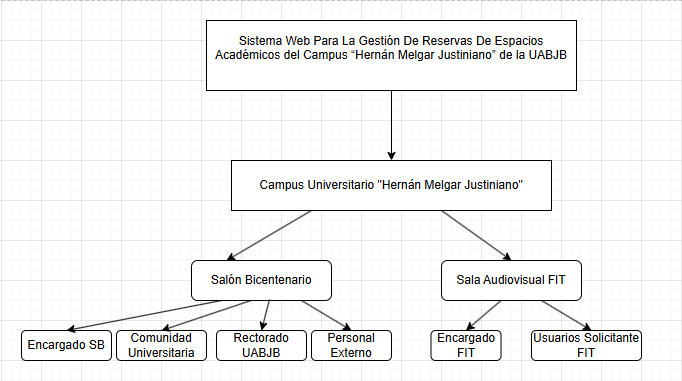 Sistema Web Para La Gestión De Reservas De Espacios
Académicos del Campus “Hernán Melgar Justiniano” de la UABJB
Campus Universitario "Hernán Melgar Justiniano"
Salón Bicentenario
Sala Audiovisual FIT
Encargado SB
Comunidad
Universitaria
Rectorado
UABJB
Personal
Externo
Encargado
FIT
Usuarios Solicitante
FIT